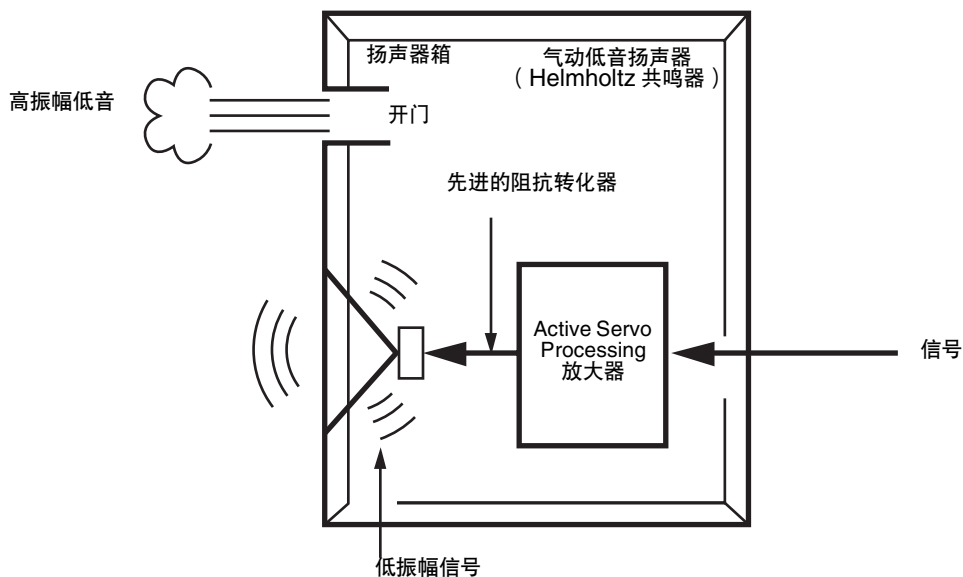 扬声器箱
气动低音扬声器
（ Helmholtz 共鸣器 ）
高振幅低音
开门
先进的阻抗转化器
Active Servo
Processing
放大器
信号
低振幅信号